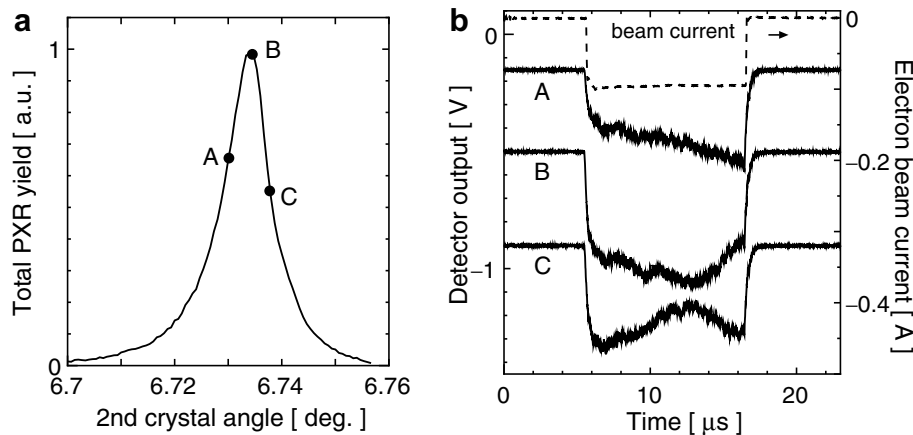 a
Total PXR yield [ a.u. ]
1
0
B
A
C
6.7
6.72
6.74
6.76
2nd crystal angle [ deg. ]
b
Detector output [ V ]
0
−1
beam current
A
B
C
0
−0.2
−0.4
Electron beam current [ A ]
0
10
20
Time [ μs ]